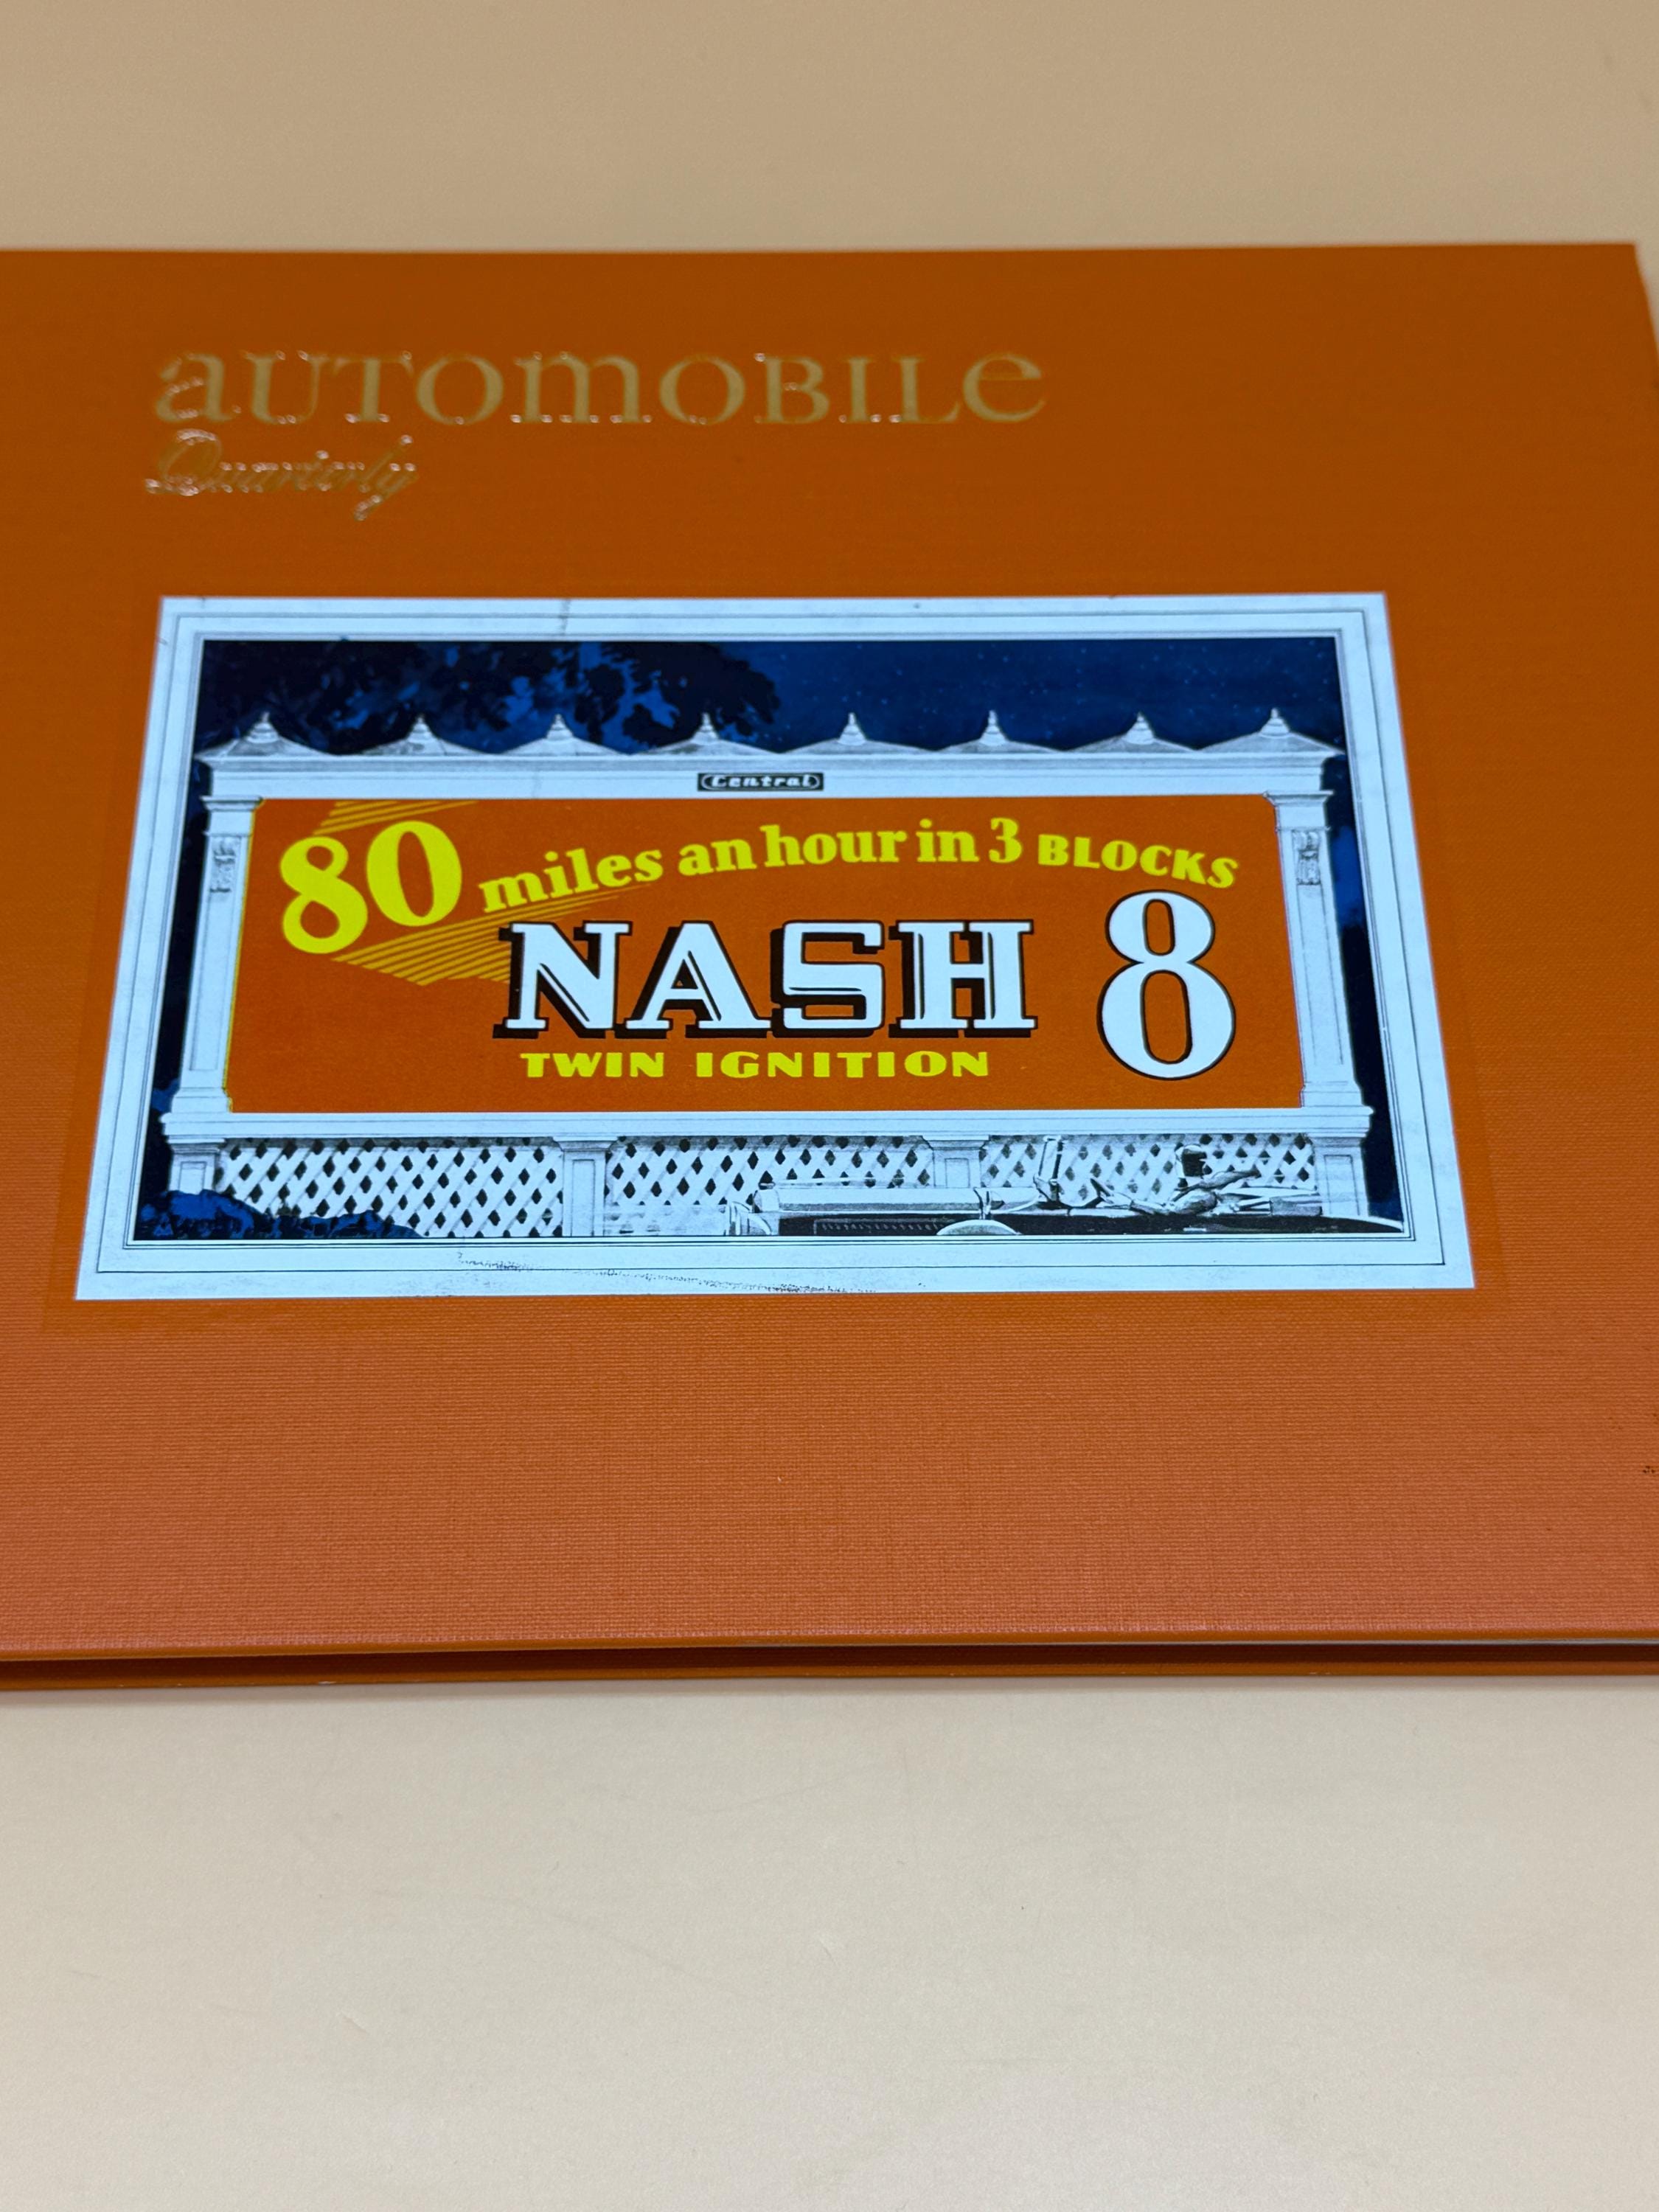 aUTOmOBILe
Quarterly
Central
80 miles an hour in 3 BLOCKS
NASH 8
TWIN IGNITION